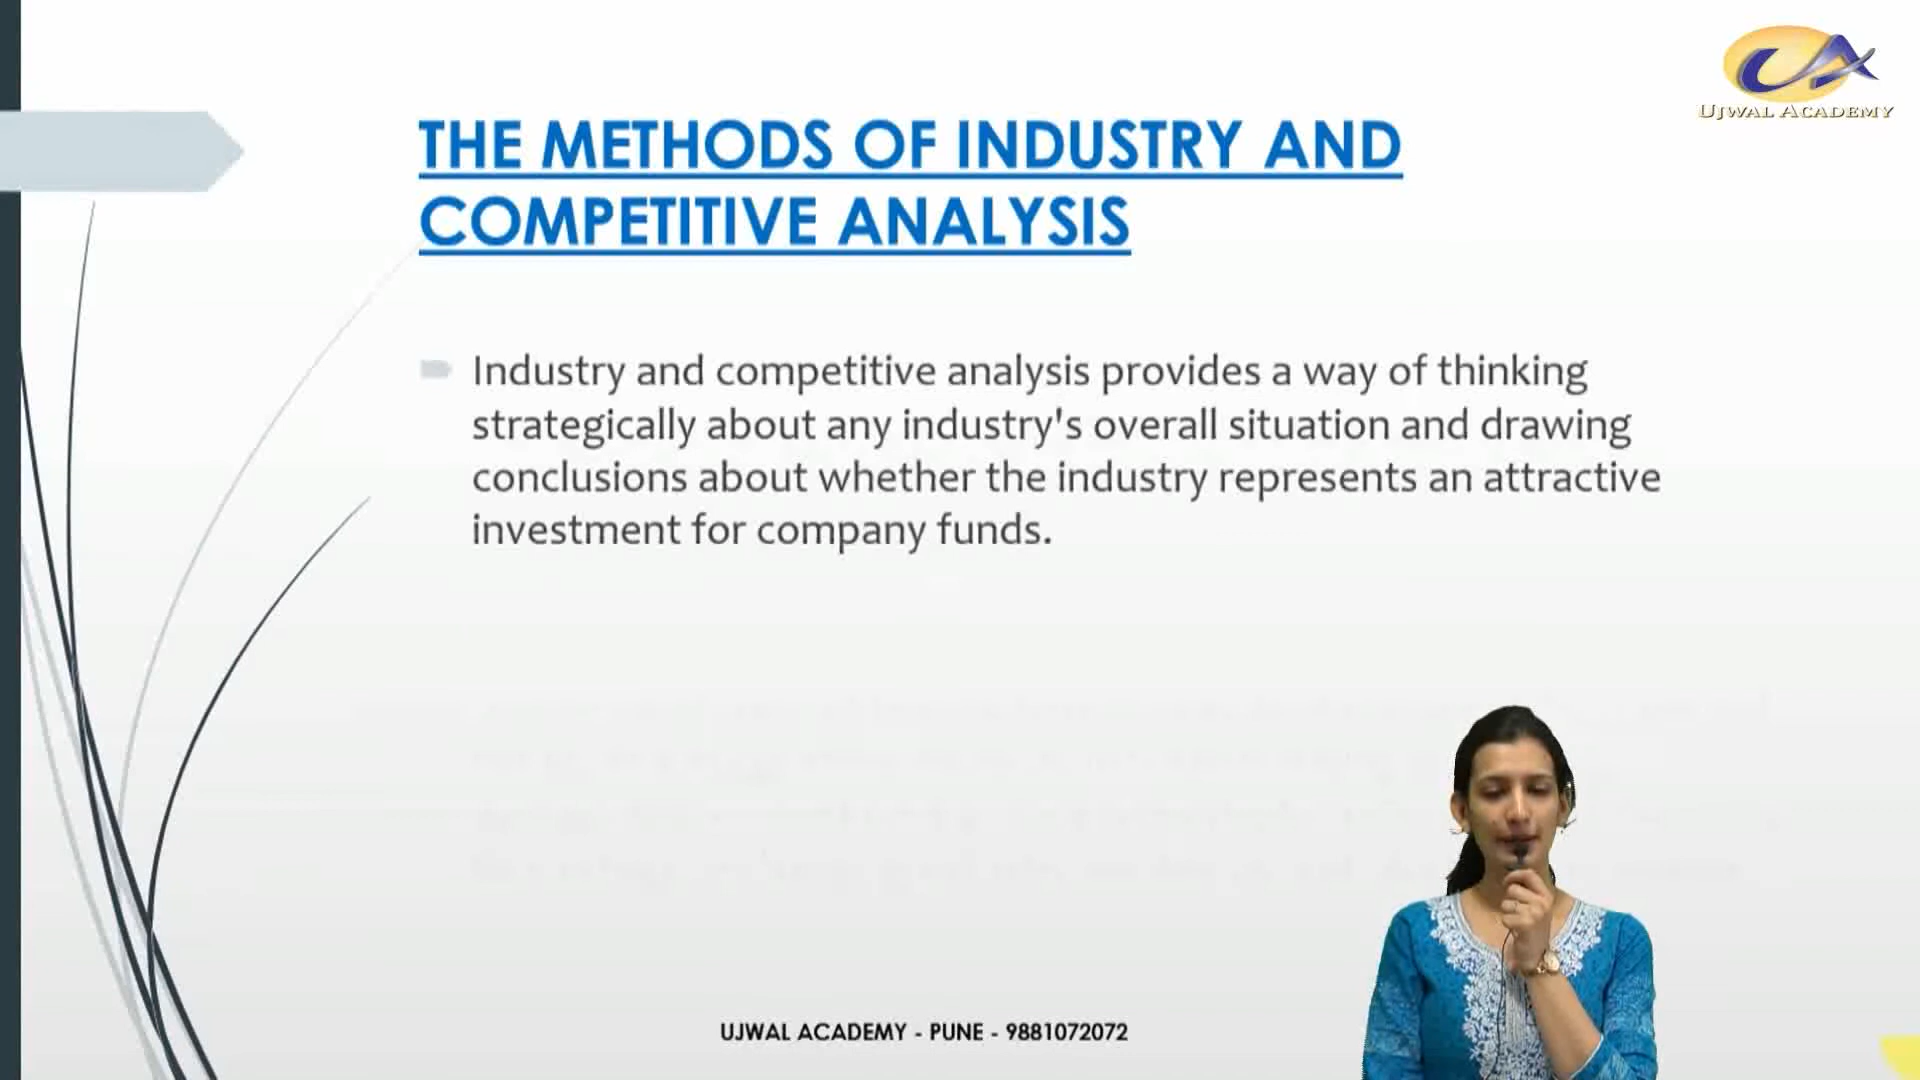 UJWAL ACADEMY
THE METHODS OF INDUSTRY AND
COMPETITIVE ANALYSIS
Industry and competitive analysis provides a way of thinking
strategically about any industry's overall situation and drawing
conclusions about whether the industry represents an attractive
investment for company funds.
UJWAL ACADEMY - PUNE - 9881072072